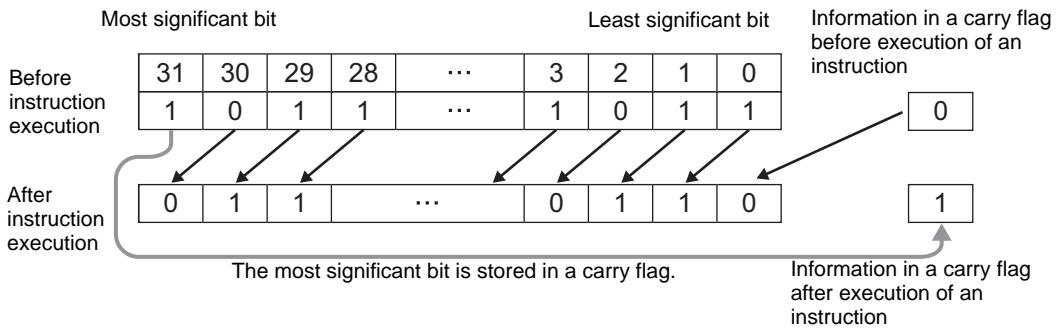 Most significant bit
Least significant bit
Information in a carry flag
before execution of an
instruction
Before
instruction
execution
31 30 29 28 ... 3 2 1 0
1 0 1 1 ... 1 0 1 1
0
After
instruction
execution
0 1 1 ... 0 1 1 0
1
The most significant bit is stored in a carry flag.
Information in a carry flag
after execution of an
instruction